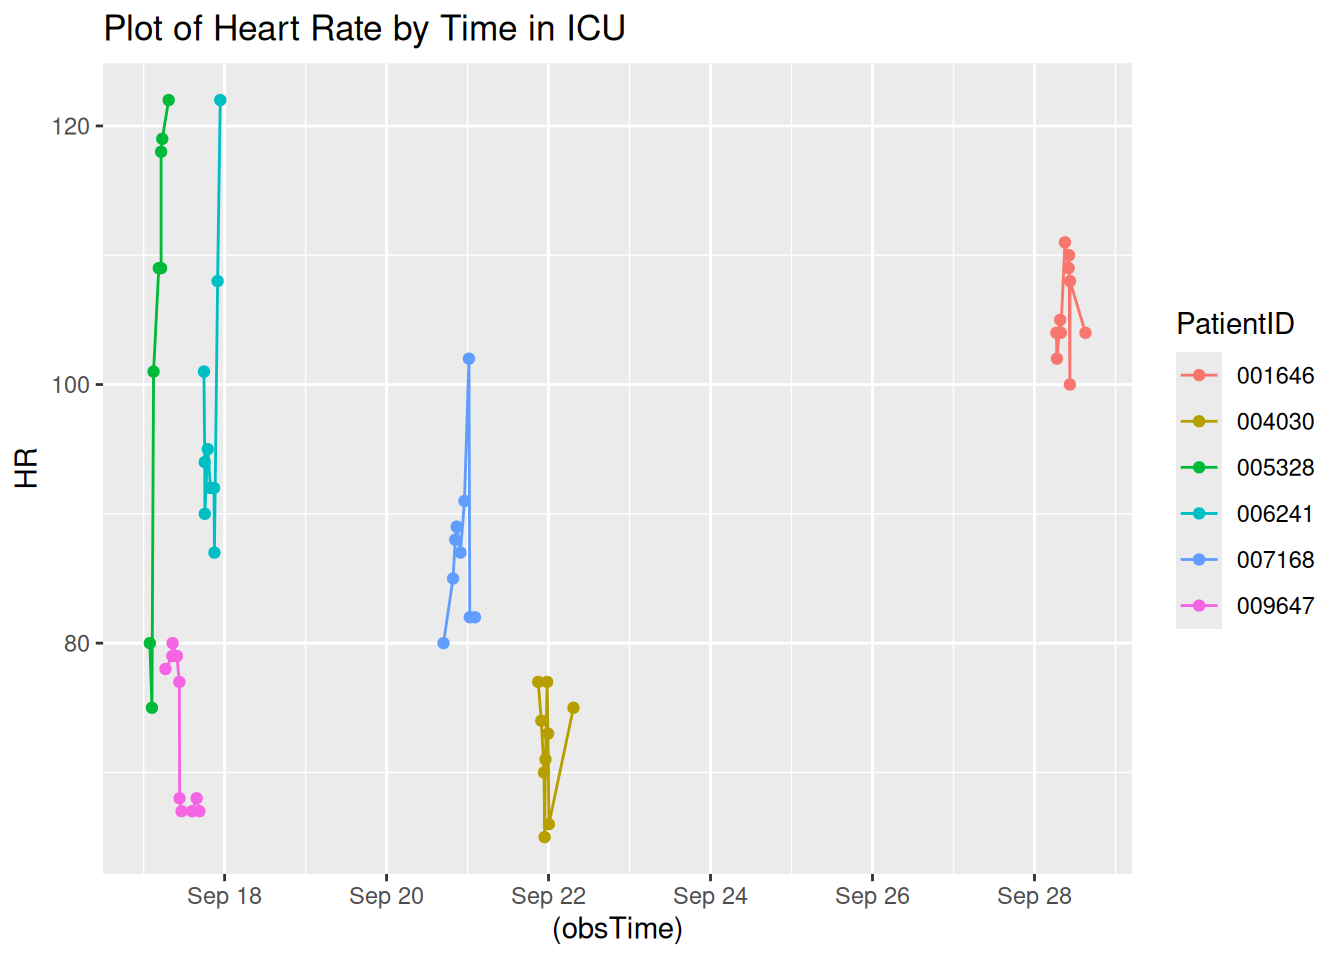 Plot of Heart Rate by Time in ICU
120
100
80
HR
Sep 18
Sep 20
Sep 22
Sep 24
Sep 26
Sep 28
(obsTime)
PatientID
001646
004030
005328
006241
007168
009647